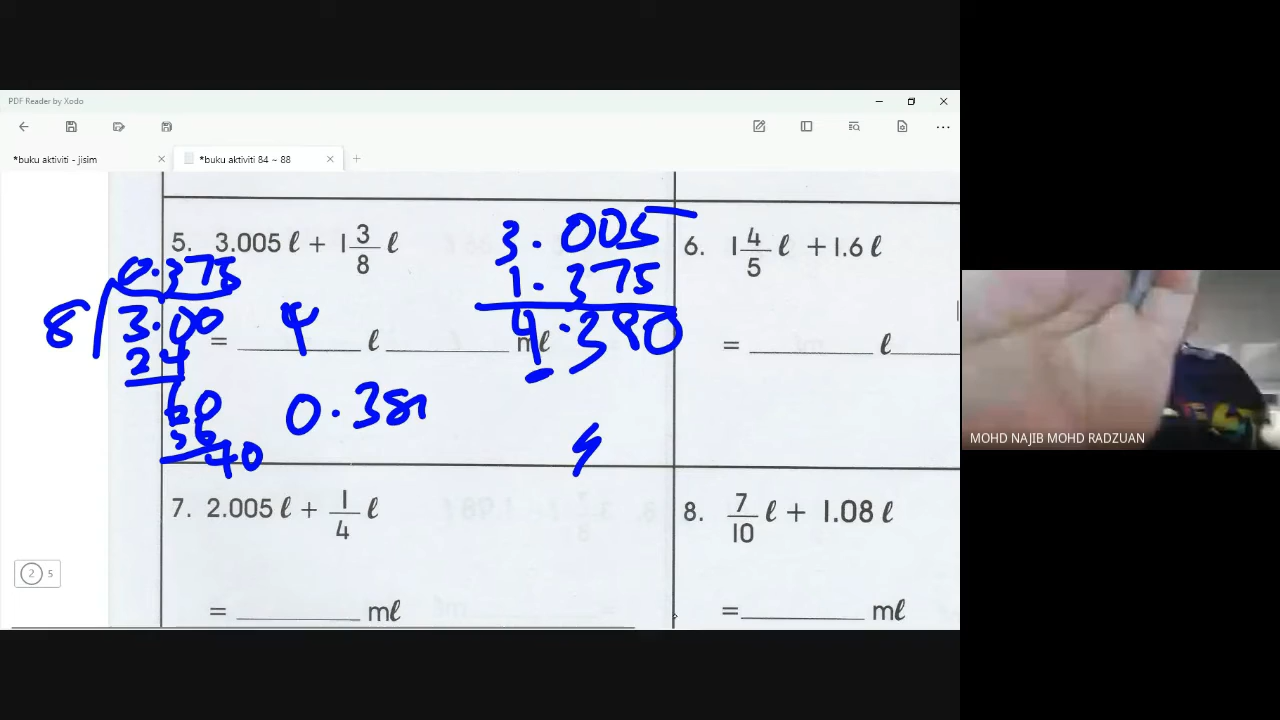 PDF Reader by Xodo
*buku aktiviti - jisim
*buku aktiviti 84 ~ 88
5. 3.005 ℓ + 1 3/8 ℓ
= 4 ℓ mℓ
0.375
8 3.00
24
60
56
40
3.005
1.375
4.380
0.38
6. 1 4/5 ℓ + 1.6 ℓ
= ℓ
7. 2.005 ℓ + 1/4 ℓ
= mℓ
8. 7/10 ℓ + 1.08 ℓ
= mℓ
2 5
MOHD NAJIB MOHD RADZUAN